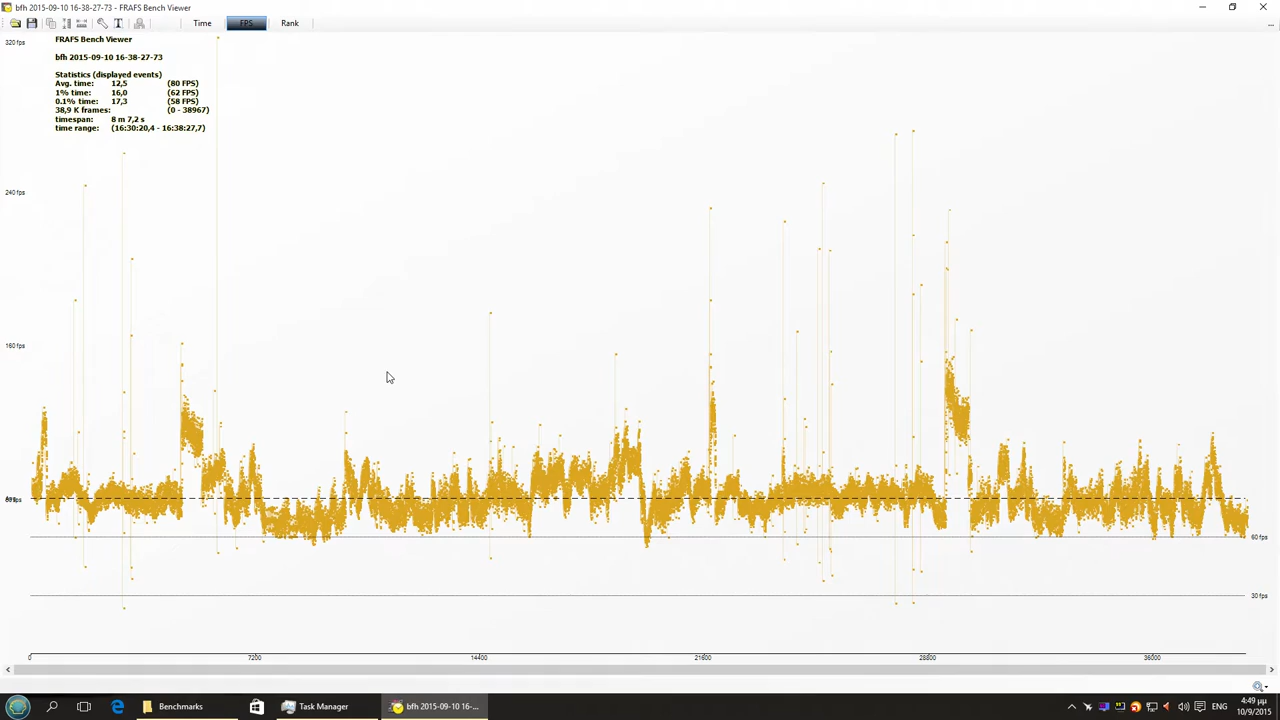 bfh 2015-09-10 16-38-27-73 - FRAFS Bench Viewer
Time FPS Rank
320 fps
FRAFS Bench Viewer
bfh 2015-09-10 16-38-27-73
Statistics (displayed events)
Avg. time: 12,5 (80 FPS)
1% time: 16,0 (62 FPS)
0.1% time: 17,3 (58 FPS)
38,9 K frames: (0 - 38967)
timespan: 8 m 7,2 s
time range: (16:30:20,4 - 16:38:27,7)
240 fps
160 fps
60 fps
30 fps
0 7200 14400 21600 28800 36000
Benchmarks Task Manager bfh 2015-09-10 16-...
ENG
4:49 μμ
10/9/2015